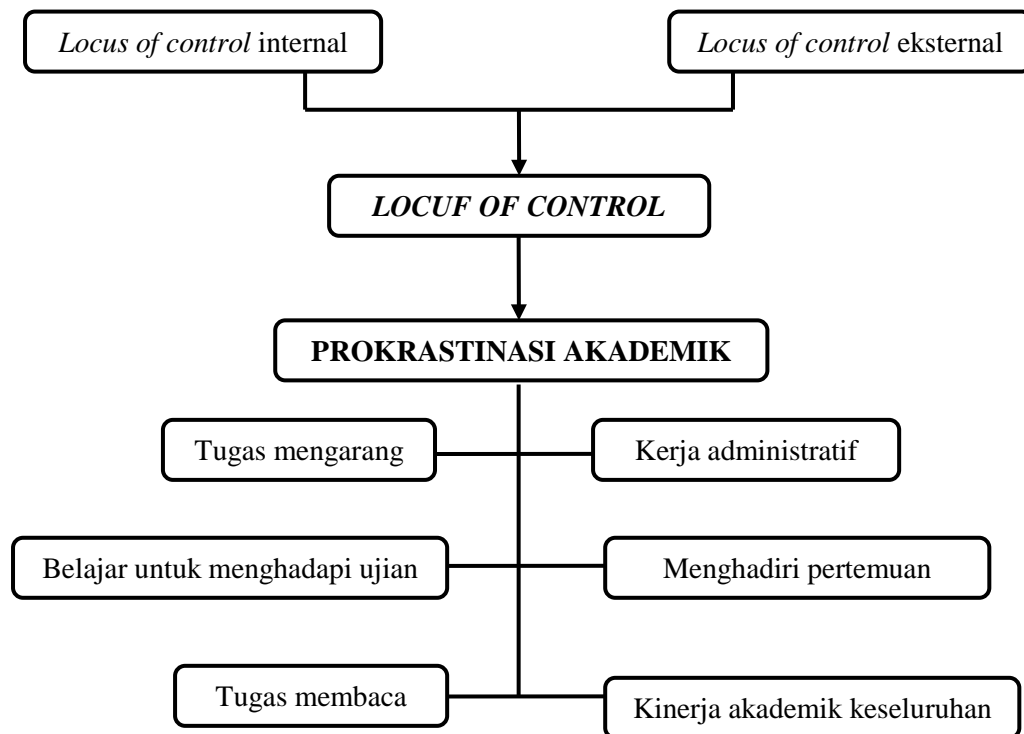 Locus of control internal
Locus of control eksternal
LOCUF OF CONTROL
PROKRASTINASI AKADEMIK
Tugas mengarang
Kerja administratif
Belajar untuk menghadapi ujian
Menghadiri pertemuan
Tugas membaca
Kinerja akademik keseluruhan